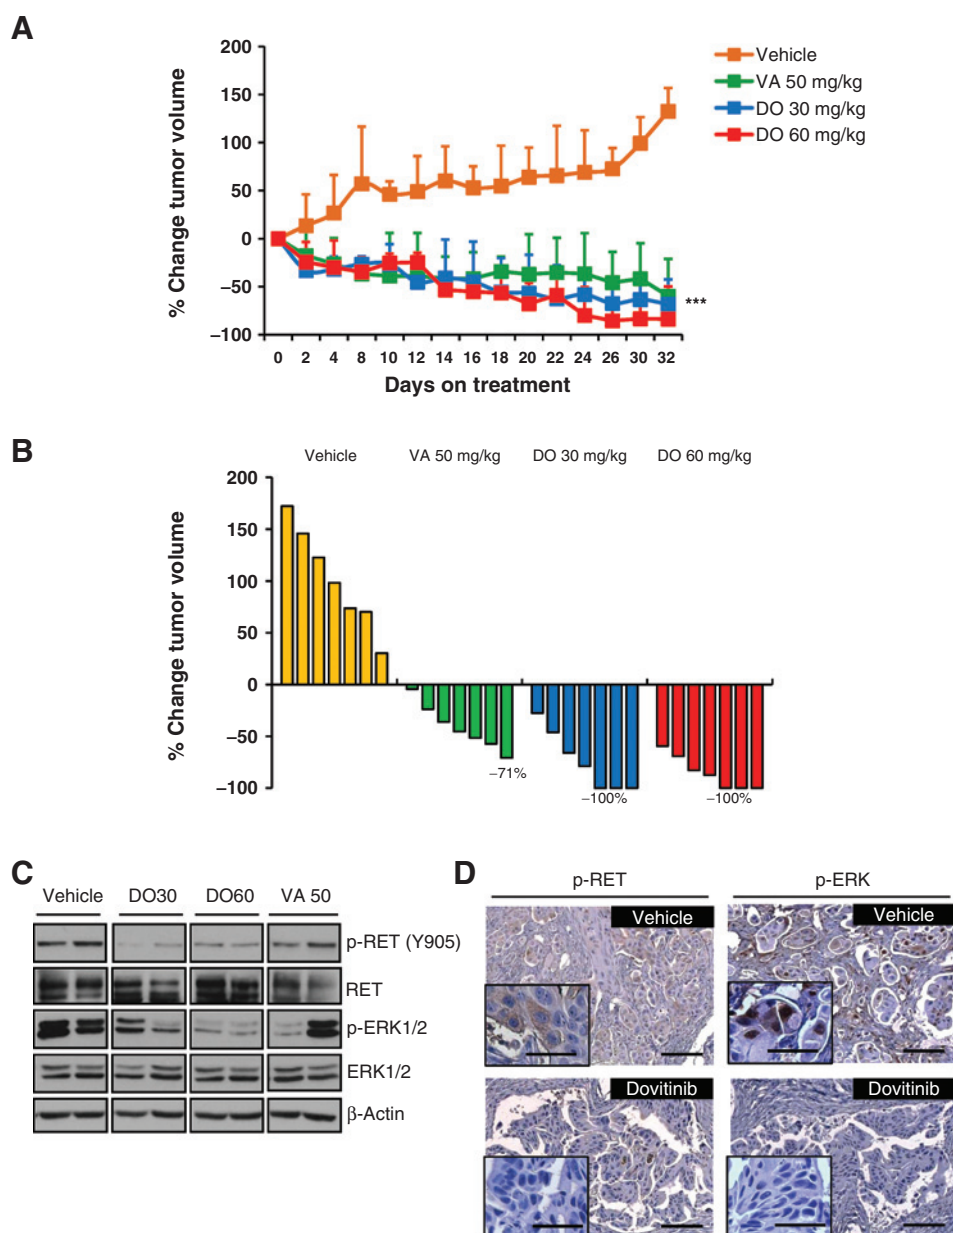 A
200
150
100
50
0
−50
−100
% Change tumor volume
0 2 4 8 10 12 14 16 18 20 22 24 26 30 32
Days on treatment
Vehicle
VA 50 mg/kg
DO 30 mg/kg
DO 60 mg/kg
***
B
Vehicle VA 50 mg/kg DO 30 mg/kg DO 60 mg/kg
200
150
100
50
0
−50
−100
% Change tumor volume
−71%
−100%
−100%
C
Vehicle DO30 DO60 VA 50
p-RET (Y905)
RET
p-ERK1/2
ERK1/2
β-Actin
D
p-RET p-ERK
Vehicle Vehicle
Dovitinib Dovitinib